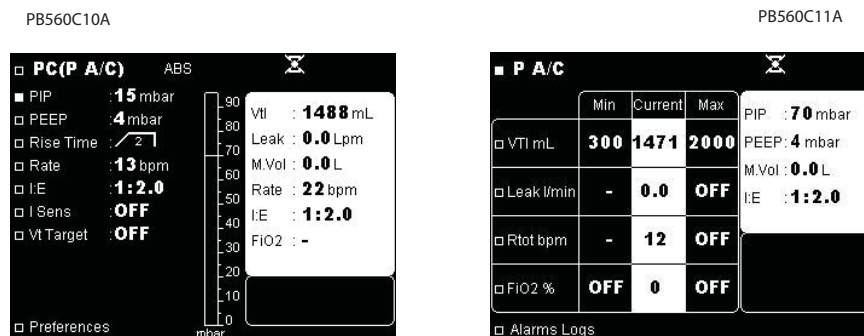 PB560C10A
PC(P A/C) ABS
PIP :15 mbar
PEEP :4 mbar
Rise Time : 2
Rate :13 bpm
I:E :1:2.0
I Sens :OFF
Vt Target :OFF
Preferences
90
80
70
60
50
40
30
20
10
0
mbar
Vtl : 1488 mL
Leak : 0.0 Lpm
M.Vol : 0.0 L
Rate : 22 bpm
I:E : 1:2.0
FiO2 : -
PB560C11A
P A/C
Min Current Max
VTI mL 300 1471 2000
Leak l/min - 0.0 OFF
Rtot bpm - 12 OFF
FiO2 % OFF 0 OFF
Alarms Logs
PIP : 70 mbar
PEEP: 4 mbar
M.Vol : 0.0 L
I:E : 1:2.0